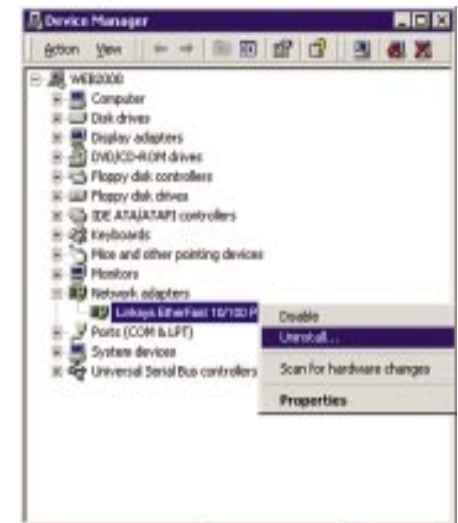 Device Manager
Action View
WEB2000
Computer
Disk drives
Display adapters
DVD/CD-ROM drives
Floppy disk controllers
Floppy disk drives
IDE ATA/ATAPI controllers
Keyboards
Mice and other pointing devices
Monitors
Network adapters
Linksys EtherFast 10/100 P
Ports (COM & LPT)
System devices
Universal Serial Bus controllers
Disable
Uninstall...
Scan for hardware changes
Properties